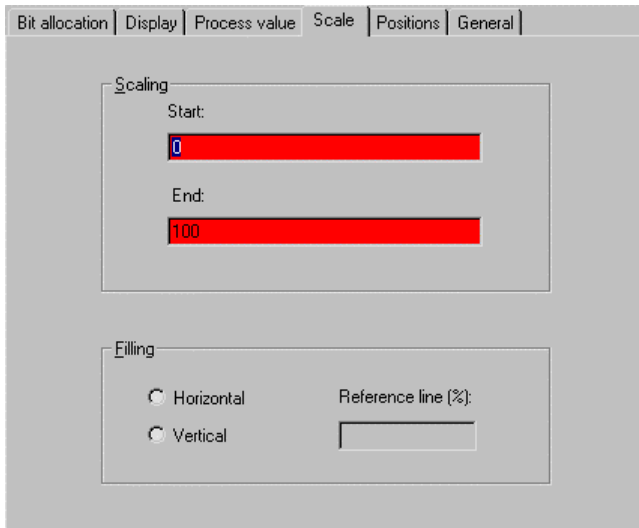 Bit allocation Display Process value Scale Positions General
Scaling
Start:
0
End:
100
Filling
Horizontal Reference line (%):
Vertical